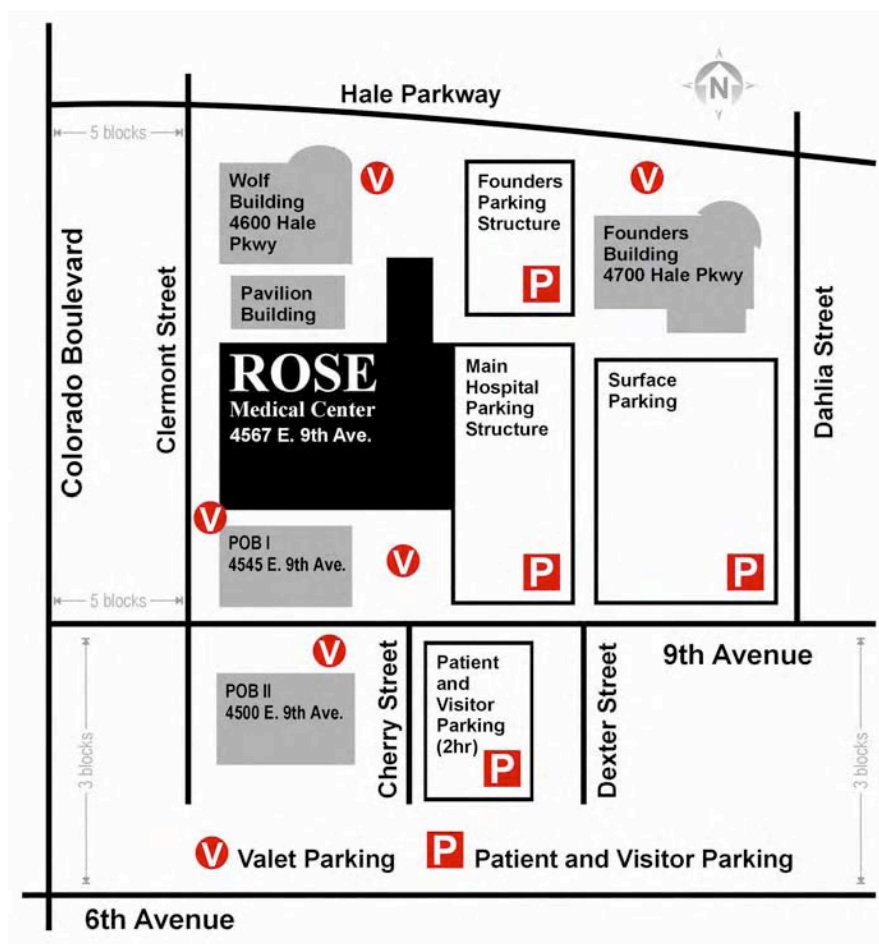 Hale Parkway
N
5 blocks
Wolf
Building
4600 Hale
Pkwy
V
Founders
Parking
Structure
P
V
Founders
Building
4700 Hale Pkwy
Pavilion
Building
Colorado Boulevard
Clermont Street
ROSE
Medical Center
4567 E. 9th Ave.
Main
Hospital
Parking
Structure
P
Surface
Parking
P
Dahlia Street
V
POB I
4545 E. 9th Ave.
V
5 blocks
9th Avenue
V
POB II
4500 E. 9th Ave.
Cherry Street
Patient
and
Visitor
Parking
(2hr)
P
Dexter Street
3 blocks
3 blocks
V Valet Parking
P Patient and Visitor Parking
6th Avenue